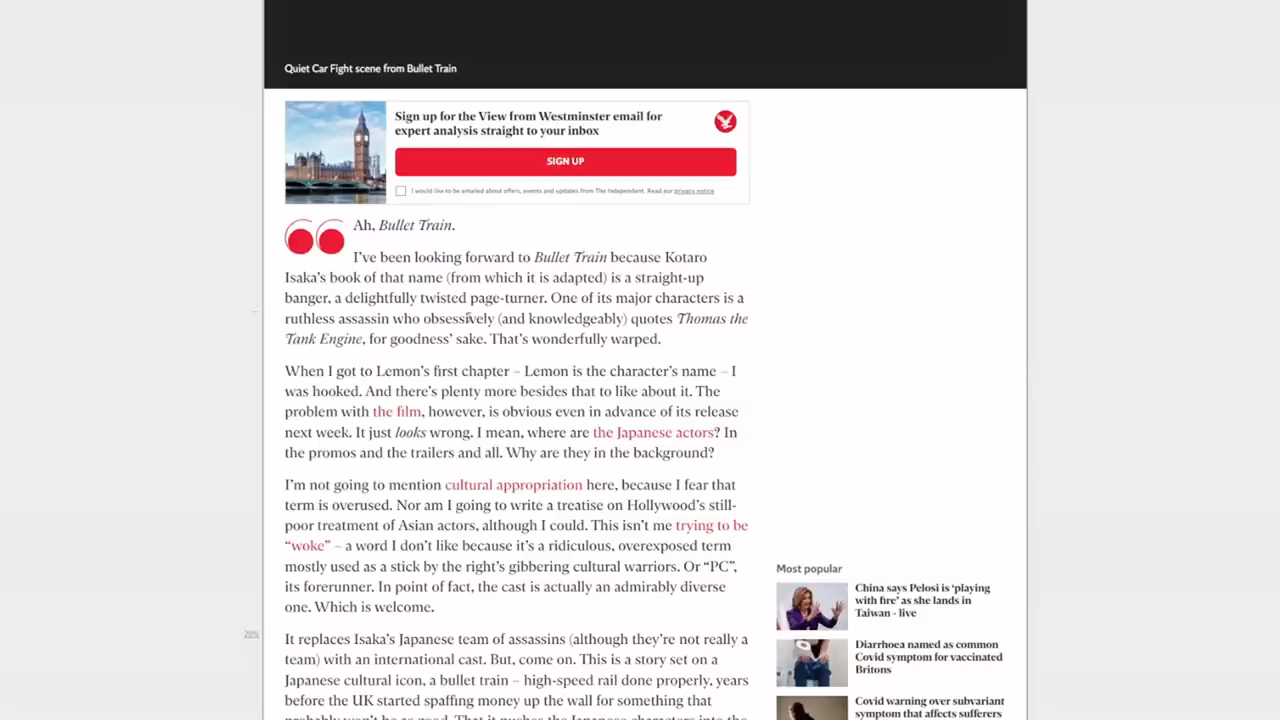 Quiet Car Fight scene from Bullet Train
Sign up for the View from Westminster email for
expert analysis straight to your inbox
SIGN UP
I would like to be emailed about offers, events and updates from The Independent. Read our privacy notice
Ah, Bullet Train.
I've been looking forward to Bullet Train because Kotaro
Isaka's book of that name (from which it is adapted) is a straight-up
banger, a delightfully twisted page-turner. One of its major characters is a
ruthless assassin who obsessively (and knowledgeably) quotes Thomas the
Tank Engine, for goodness' sake. That's wonderfully warped.
When I got to Lemon's first chapter – Lemon is the character's name – I
was hooked. And there's plenty more besides that to like about it. The
problem with the film, however, is obvious even in advance of its release
next week. It just looks wrong. I mean, where are the Japanese actors? In
the promos and the trailers and all. Why are they in the background?
I'm not going to mention cultural appropriation here, because I fear that
term is overused. Nor am I going to write a treatise on Hollywood's still-
poor treatment of Asian actors, although I could. This isn't me trying to be
“woke” – a word I don't like because it's a ridiculous, overexposed term
mostly used as a stick by the right's gibbering cultural warriors. Or “PC”,
its forerunner. In point of fact, the cast is actually an admirably diverse
one. Which is welcome.
20%
It replaces Isaka's Japanese team of assassins (although they're not really a
team) with an international cast. But, come on. This is a story set on a
Japanese cultural icon, a bullet train – high-speed rail done properly, years
before the UK started spaffing money up the wall for something that
probably won't be as good. That it pushes the Japanese characters into the
Most popular
China says Pelosi is ‘playing
with fire’ as she lands in
Taiwan - live
Diarrhoea named as common
Covid symptom for vaccinated
Britons
Covid warning over subvariant
symptom that affects sufferers